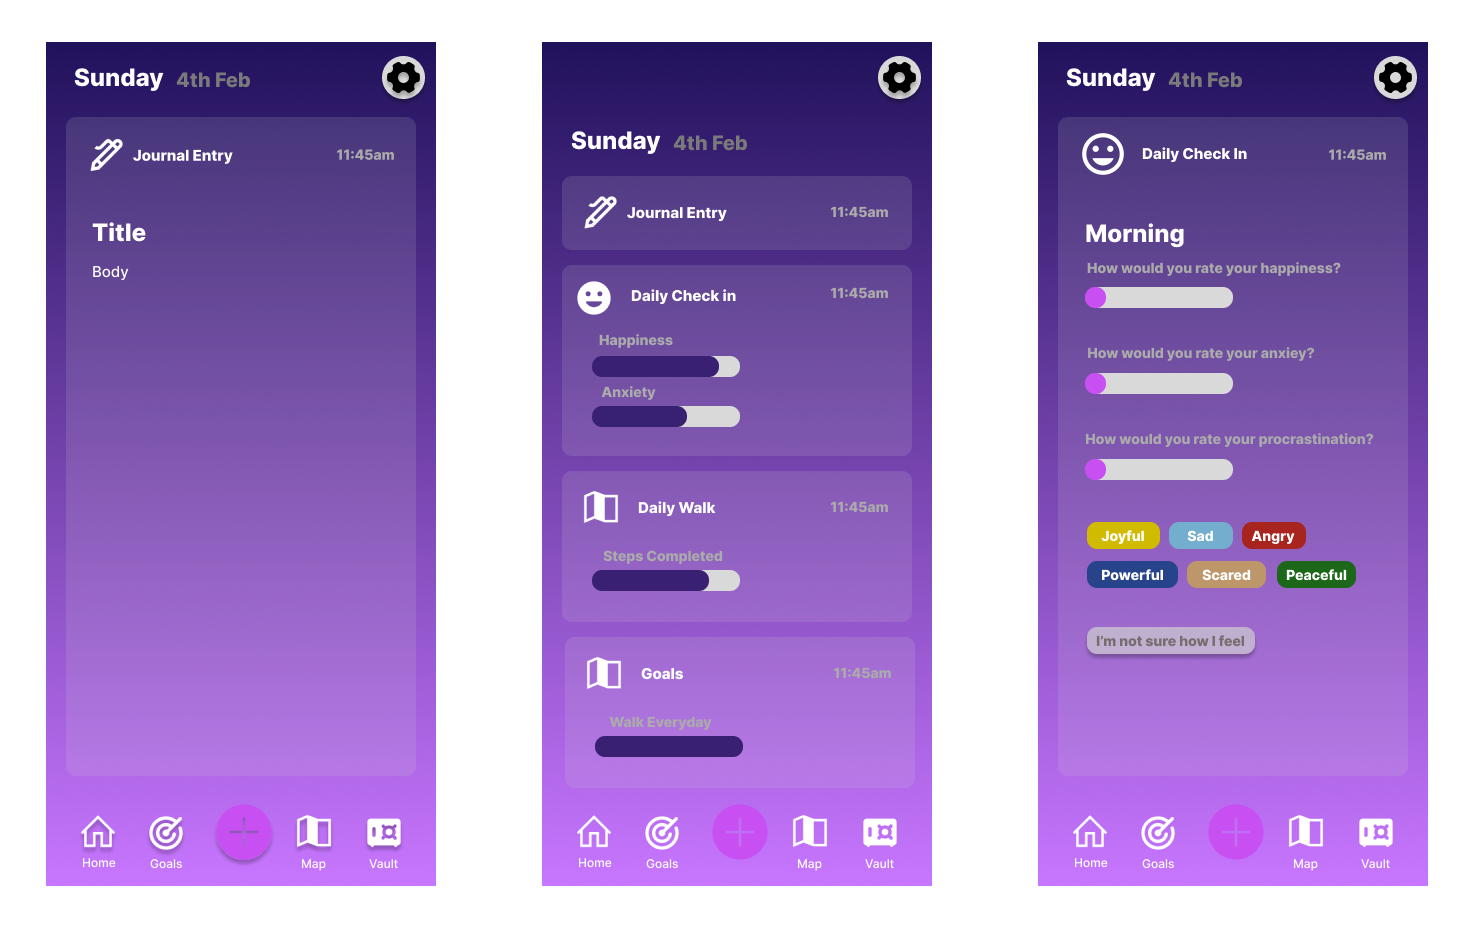 Sunday 4th Feb
Journal Entry 11:45am
Title
Body
Home Goals Map Vault
Sunday 4th Feb
Journal Entry 11:45am
Daily Check in 11:45am
Happiness
Anxiety
Daily Walk 11:45am
Steps Completed
Goals 11:45am
Walk Everyday
Home Goals Map Vault
Sunday 4th Feb
Daily Check In 11:45am
Morning
How would you rate your happiness?
How would you rate your anxiey?
How would you rate your procrastination?
Joyful Sad Angry
Powerful Scared Peaceful
I'm not sure how I feel
Home Goals Map Vault